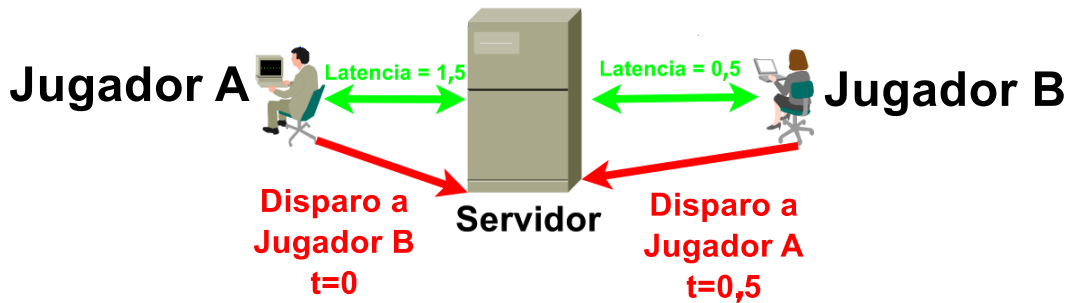 Jugador A
Latencia = 1,5
Latencia = 0,5
Jugador B
Disparo a
Jugador B
t=0
Servidor
Disparo a
Jugador A
t=0,5